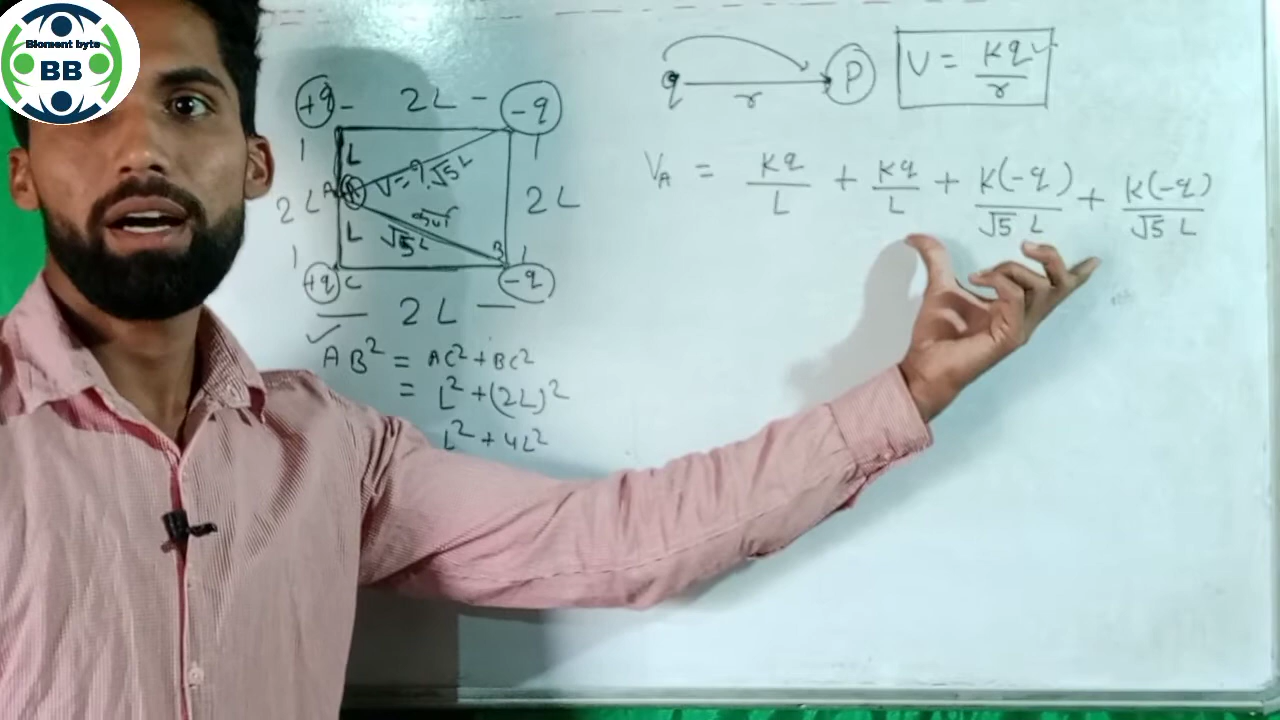 Bioment byte
BB
+q - 2L - -q
L
A A V=?
√5 L
2L
2L
L
√5 L
B
+q C
-q
2L
AB² = AC² + BC²
= L² + (2L)²
L² + 4L²
q r P
V = Kq / r
V_A = Kq/L + Kq/L + K(-q)/√5 L + K(-q)/√5 L